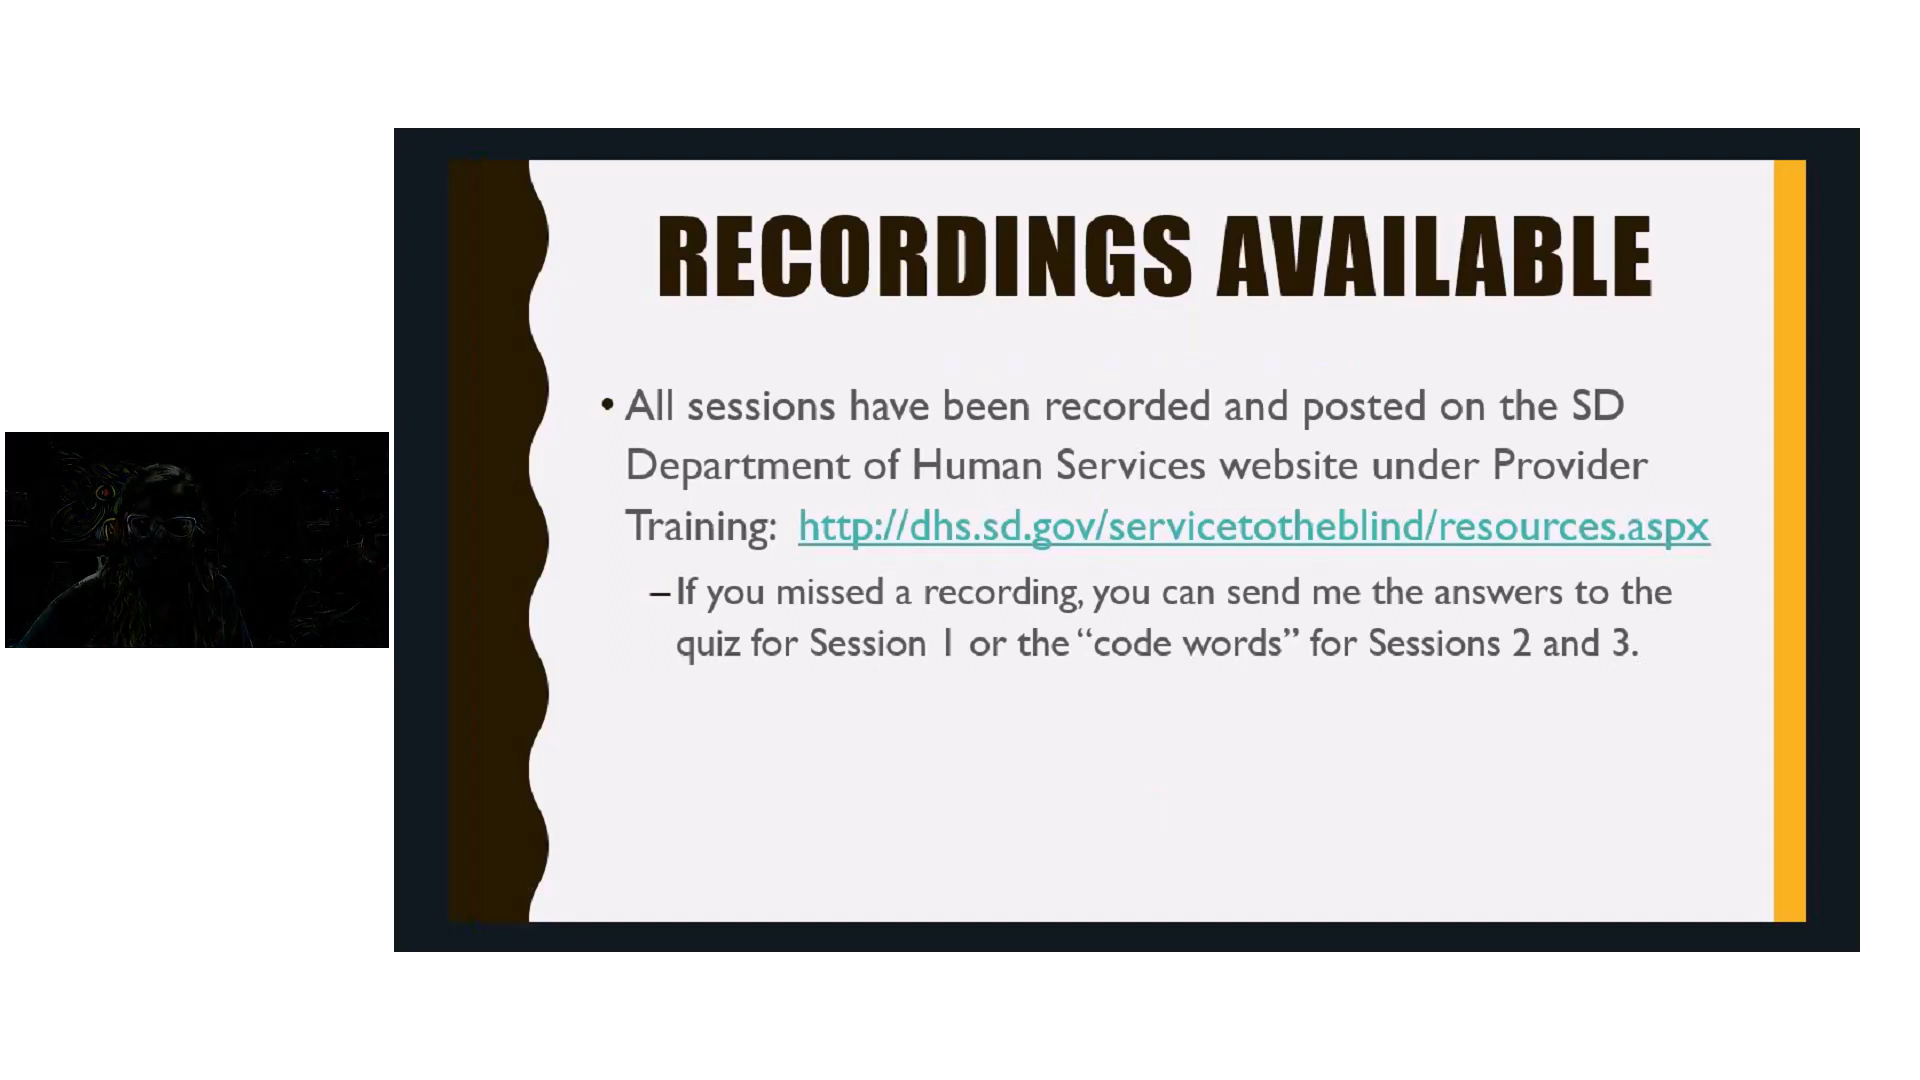 RECORDINGS AVAILABLE
• All sessions have been recorded and posted on the SD
Department of Human Services website under Provider
Training: http://dhs.sd.gov/servicetotheblind/resources.aspx
–If you missed a recording, you can send me the answers to the
quiz for Session 1 or the “code words” for Sessions 2 and 3.